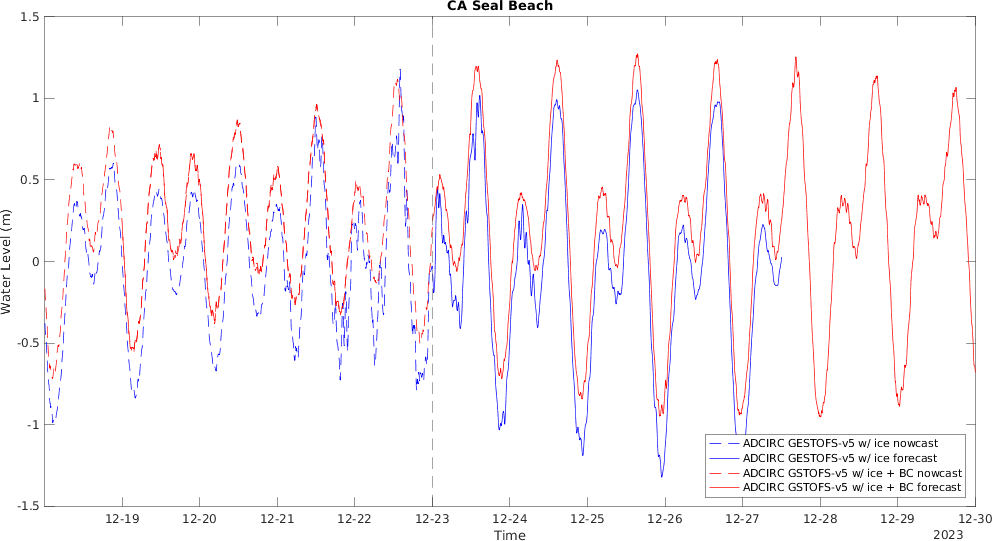 CA Seal Beach
1.5
1
0.5
0
-0.5
-1
-1.5
Water Level (m)
ADCIRC GESTOFS-v5 w/ ice nowcast
ADCIRC GESTOFS-v5 w/ ice forecast
ADCIRC GSTOFS-v5 w/ ice + BC nowcast
ADCIRC GSTOFS-v5 w/ ice + BC forecast
12-19 12-20 12-21 12-22 12-23 12-24 12-25 12-26 12-27 12-28 12-29 12-30
Time
2023